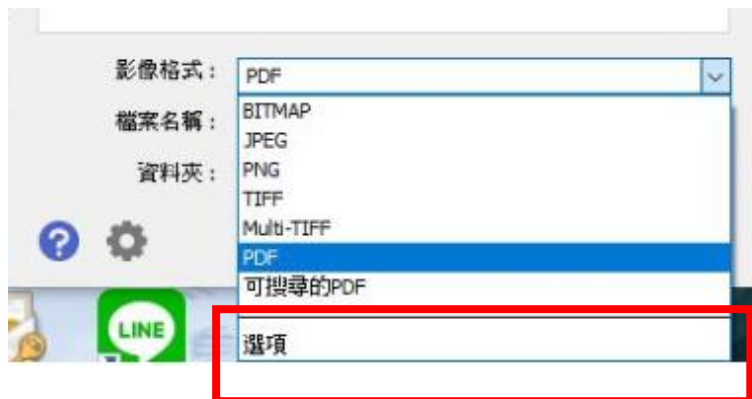 影像格式： PDF
檔案名稱： BITMAP
JPEG
資料夾： PNG
TIFF
Multi-TIFF
PDF
可搜尋的PDF
LINE
選項